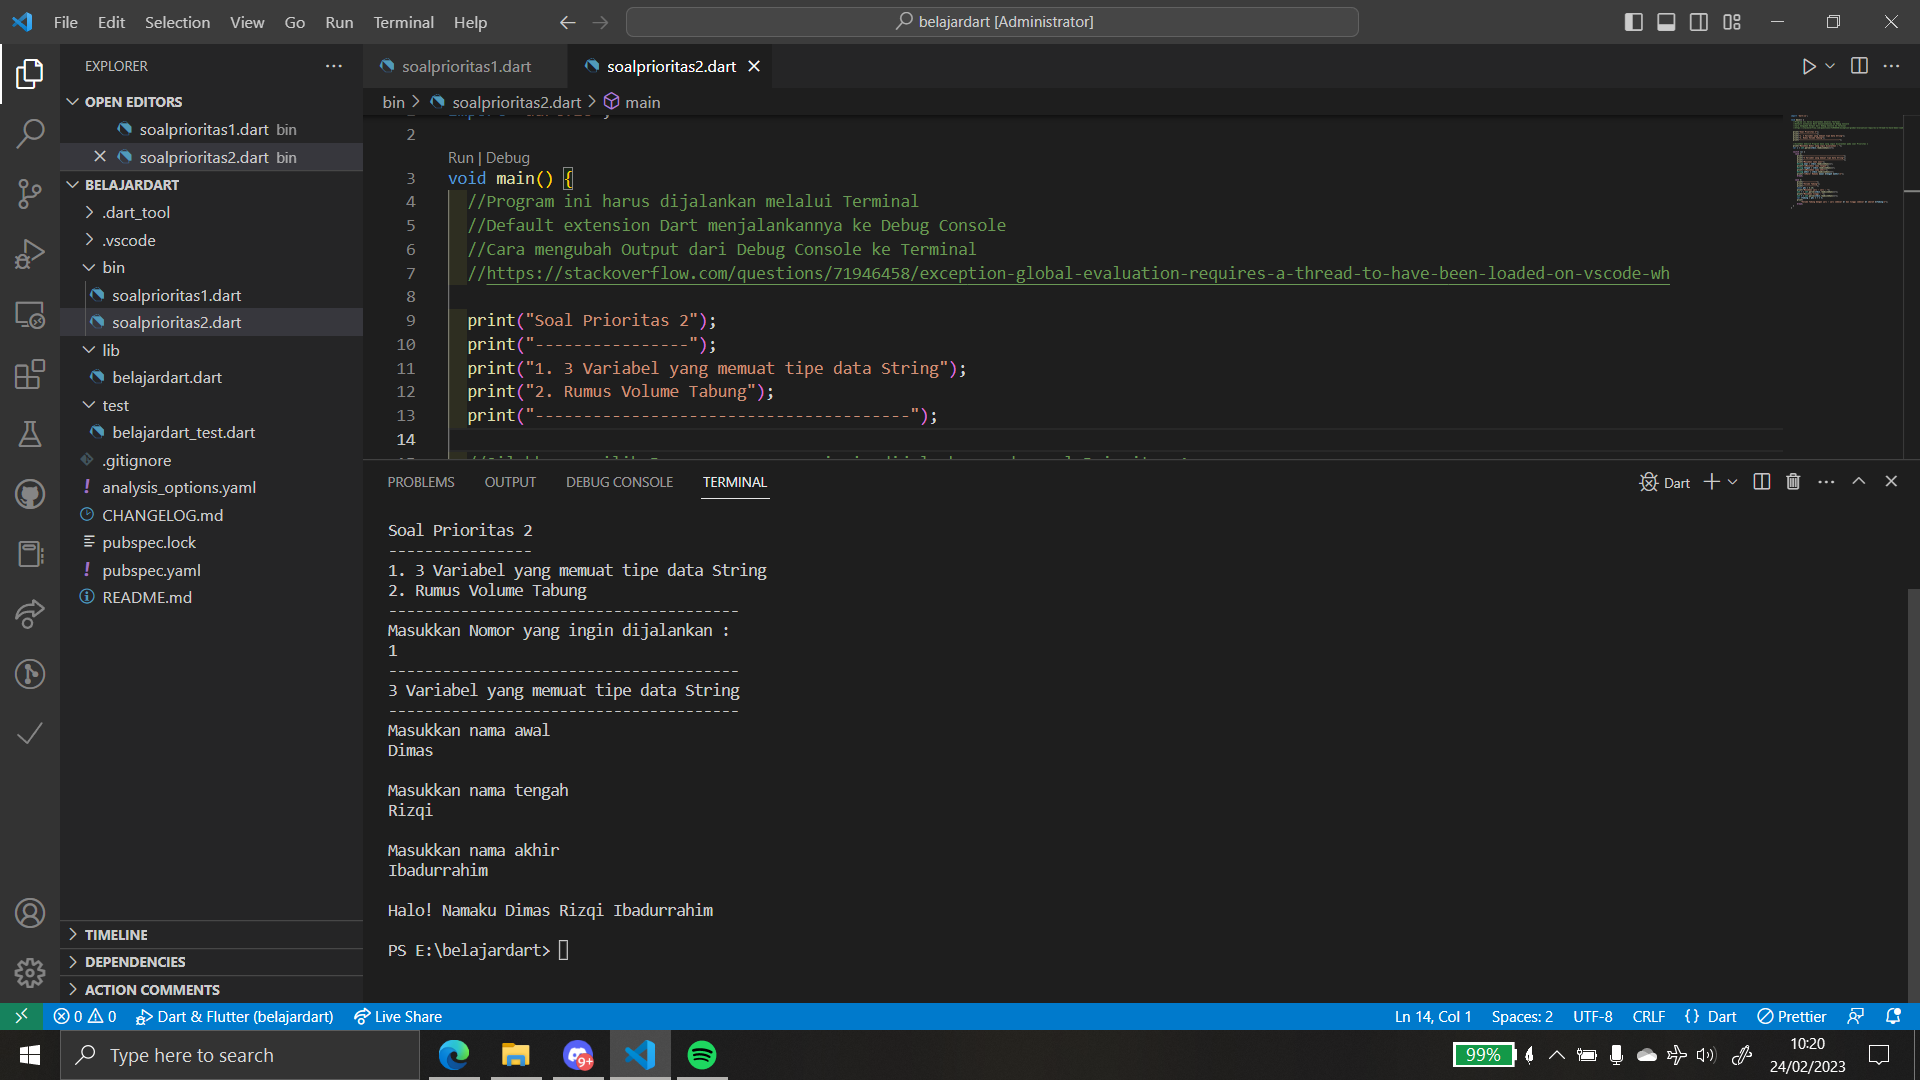 File Edit Selection View Go Run Terminal Help
belajardart [Administrator]
EXPLORER
OPEN EDITORS
soalprioritas1.dart bin
soalprioritas2.dart bin
BELAJARDART
.dart_tool
.vscode
bin
soalprioritas1.dart
soalprioritas2.dart
lib
belajardart.dart
test
belajardart_test.dart
.gitignore
analysis_options.yaml
CHANGELOG.md
pubspec.lock
pubspec.yaml
README.md
TIMELINE
DEPENDENCIES
ACTION COMMENTS
soalprioritas1.dart
soalprioritas2.dart
bin > soalprioritas2.dart > main
2
Run | Debug
3 void main() {
4 //Program ini harus dijalankan melalui Terminal
5 //Default extension Dart menjalankannya ke Debug Console
6 //Cara mengubah Output dari Debug Console ke Terminal
7 //https://stackoverflow.com/questions/71946458/exception-global-evaluation-requires-a-thread-to-have-been-loaded-on-vscode-wh
8
9 print("Soal Prioritas 2");
10 print("----------------");
11 print("1. 3 Variabel yang memuat tipe data String");
12 print("2. Rumus Volume Tabung");
13 print("---------------------------------------");
14
PROBLEMS OUTPUT DEBUG CONSOLE TERMINAL
Dart
Soal Prioritas 2
----------------
1. 3 Variabel yang memuat tipe data String
2. Rumus Volume Tabung
---------------------------------------
Masukkan Nomor yang ingin dijalankan :
1
---------------------------------------
3 Variabel yang memuat tipe data String
---------------------------------------
Masukkan nama awal
Dimas
Masukkan nama tengah
Rizqi
Masukkan nama akhir
Ibadurrahim
Halo! Namaku Dimas Rizqi Ibadurrahim
PS E:\belajardart>
0 0 Dart & Flutter (belajardart) Live Share
Ln 14, Col 1 Spaces: 2 UTF-8 CRLF {} Dart Prettier
Type here to search
9+
99%
10:20
24/02/2023